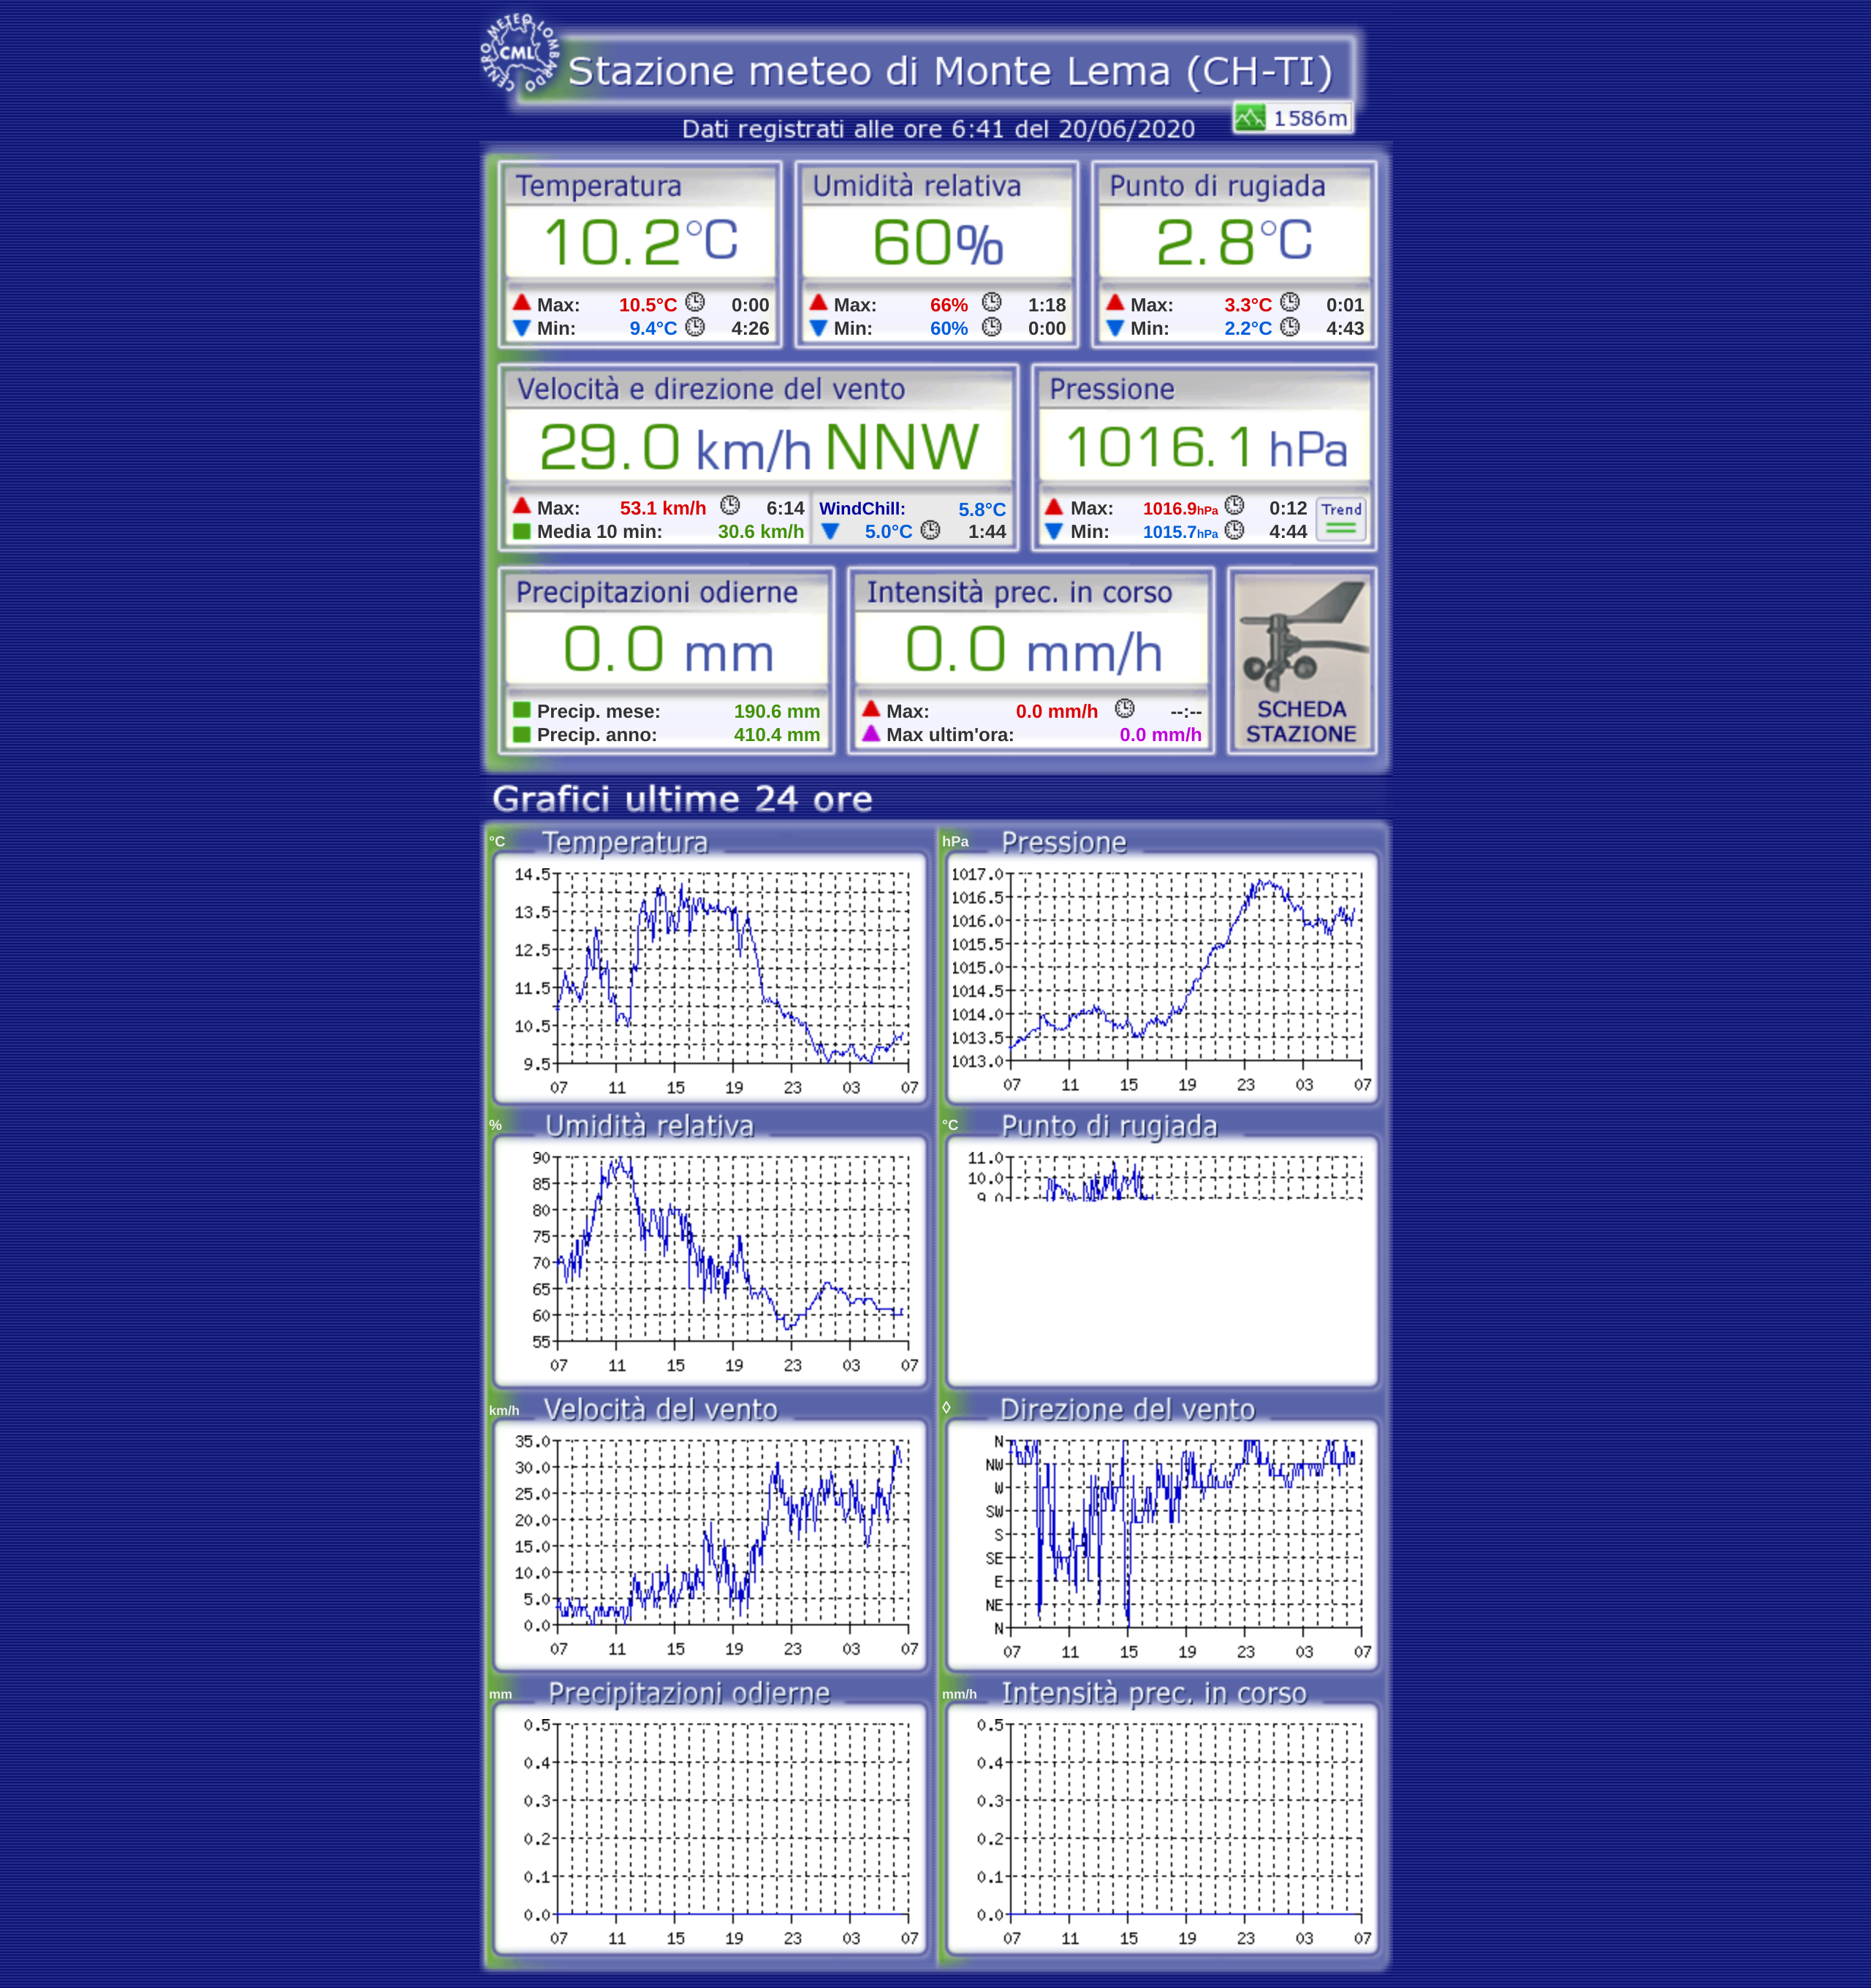 CENTRO METEO LOMBARDO
CML
Stazione meteo di Monte Lema (CH-TI)
1586m
Dati registrati alle ore 6:41 del 20/06/2020
Temperatura
10.2°C
Max: 10.5°C 0:00
Min: 9.4°C 4:26
Umidità relativa
60%
Max: 66% 1:18
Min: 60% 0:00
Punto di rugiada
2.8°C
Max: 3.3°C 0:01
Min: 2.2°C 4:43
Velocità e direzione del vento
29.0 km/h NNW
Max: 53.1 km/h 6:14
Media 10 min: 30.6 km/h
WindChill: 5.8°C
5.0°C 1:44
Pressione
1016.1 hPa
Max: 1016.9hPa 0:12
Min: 1015.7hPa 4:44
Trend
Precipitazioni odierne
0.0 mm
Precip. mese: 190.6 mm
Precip. anno: 410.4 mm
Intensità prec. in corso
0.0 mm/h
Max: 0.0 mm/h --:--
Max ultim'ora: 0.0 mm/h
SCHEDA
STAZIONE
Grafici ultime 24 ore
°C Temperatura
14.5
13.5
12.5
11.5
10.5
9.5
07 11 15 19 23 03 07
hPa Pressione
1017.0
1016.5
1016.0
1015.5
1015.0
1014.5
1014.0
1013.5
1013.0
07 11 15 19 23 03 07
% Umidità relativa
90
85
80
75
70
65
60
55
07 11 15 19 23 03 07
°C Punto di rugiada
11.0
10.0
9.0
km/h Velocità del vento
35.0
30.0
25.0
20.0
15.0
10.0
5.0
0.0
07 11 15 19 23 03 07
◊ Direzione del vento
N
NW
W
SW
S
SE
E
NE
N
07 11 15 19 23 03 07
mm Precipitazioni odierne
0.5
0.4
0.3
0.2
0.1
0.0
07 11 15 19 23 03 07
mm/h Intensità prec. in corso
0.5
0.4
0.3
0.2
0.1
0.0
07 11 15 19 23 03 07